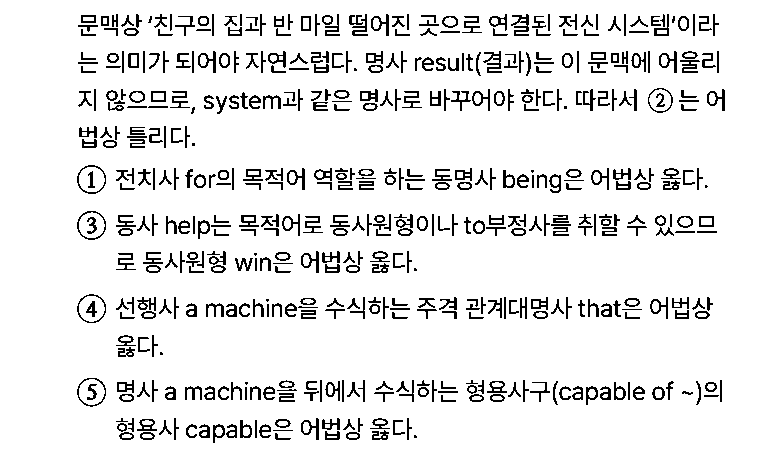 문맥상 ‘친구의 집과 반 마일 떨어진 곳으로 연결된 전신 시스템’이라
는 의미가 되어야 자연스럽다. 명사 result(결과)는 이 문맥에 어울리
지 않으므로, system과 같은 명사로 바꾸어야 한다. 따라서 ②는 어
법상 틀리다.
① 전치사 for의 목적어 역할을 하는 동명사 being은 어법상 옳다.
③ 동사 help는 목적어로 동사원형이나 to부정사를 취할 수 있으므
로 동사원형 win은 어법상 옳다.
④ 선행사 a machine을 수식하는 주격 관계대명사 that은 어법상
옳다.
⑤ 명사 a machine을 뒤에서 수식하는 형용사구(capable of ~)의
형용사 capable은 어법상 옳다.